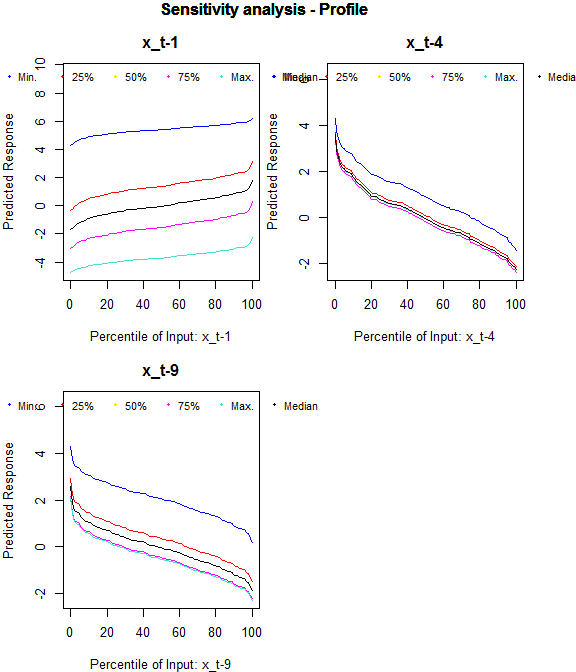 Sensitivity analysis - Profile
x_t-1
Min. 25% 50% 75% Max. Median
Predicted Response
10
8
6
4
2
0
-2
-4
0 20 40 60 80 100
Percentile of Input: x_t-1
x_t-4
25% 50% 75% Max. Media
Predicted Response
6
4
2
0
-2
0 20 40 60 80 100
Percentile of Input: x_t-4
x_t-9
Min. 25% 50% 75% Max. Median
Predicted Response
6
4
2
0
-2
0 20 40 60 80 100
Percentile of Input: x_t-9